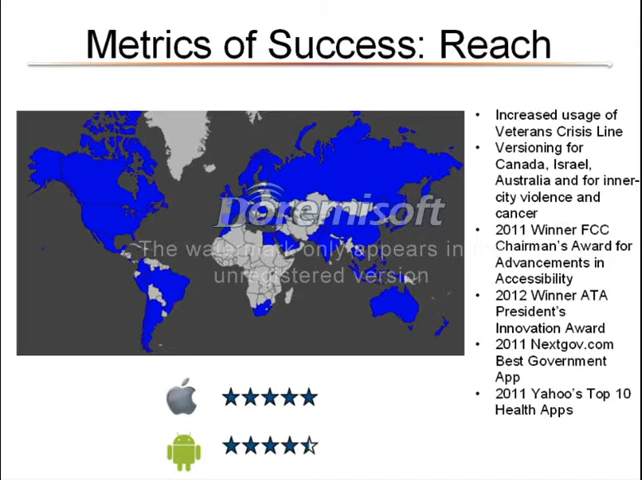 Metrics of Success: Reach
• Increased usage of
Veterans Crisis Line
• Versioning for
Canada, Israel,
Australia and for inner-
city violence and
cancer
• 2011 Winner FCC
Chairman's Award for
Advancements in
Accessibility
• 2012 Winner ATA
President's
Innovation Award
• 2011 Nextgov.com
Best Government
App
• 2011 Yahoo's Top 10
Health Apps
Doremisoft
The watermark only appears in
unregistered version